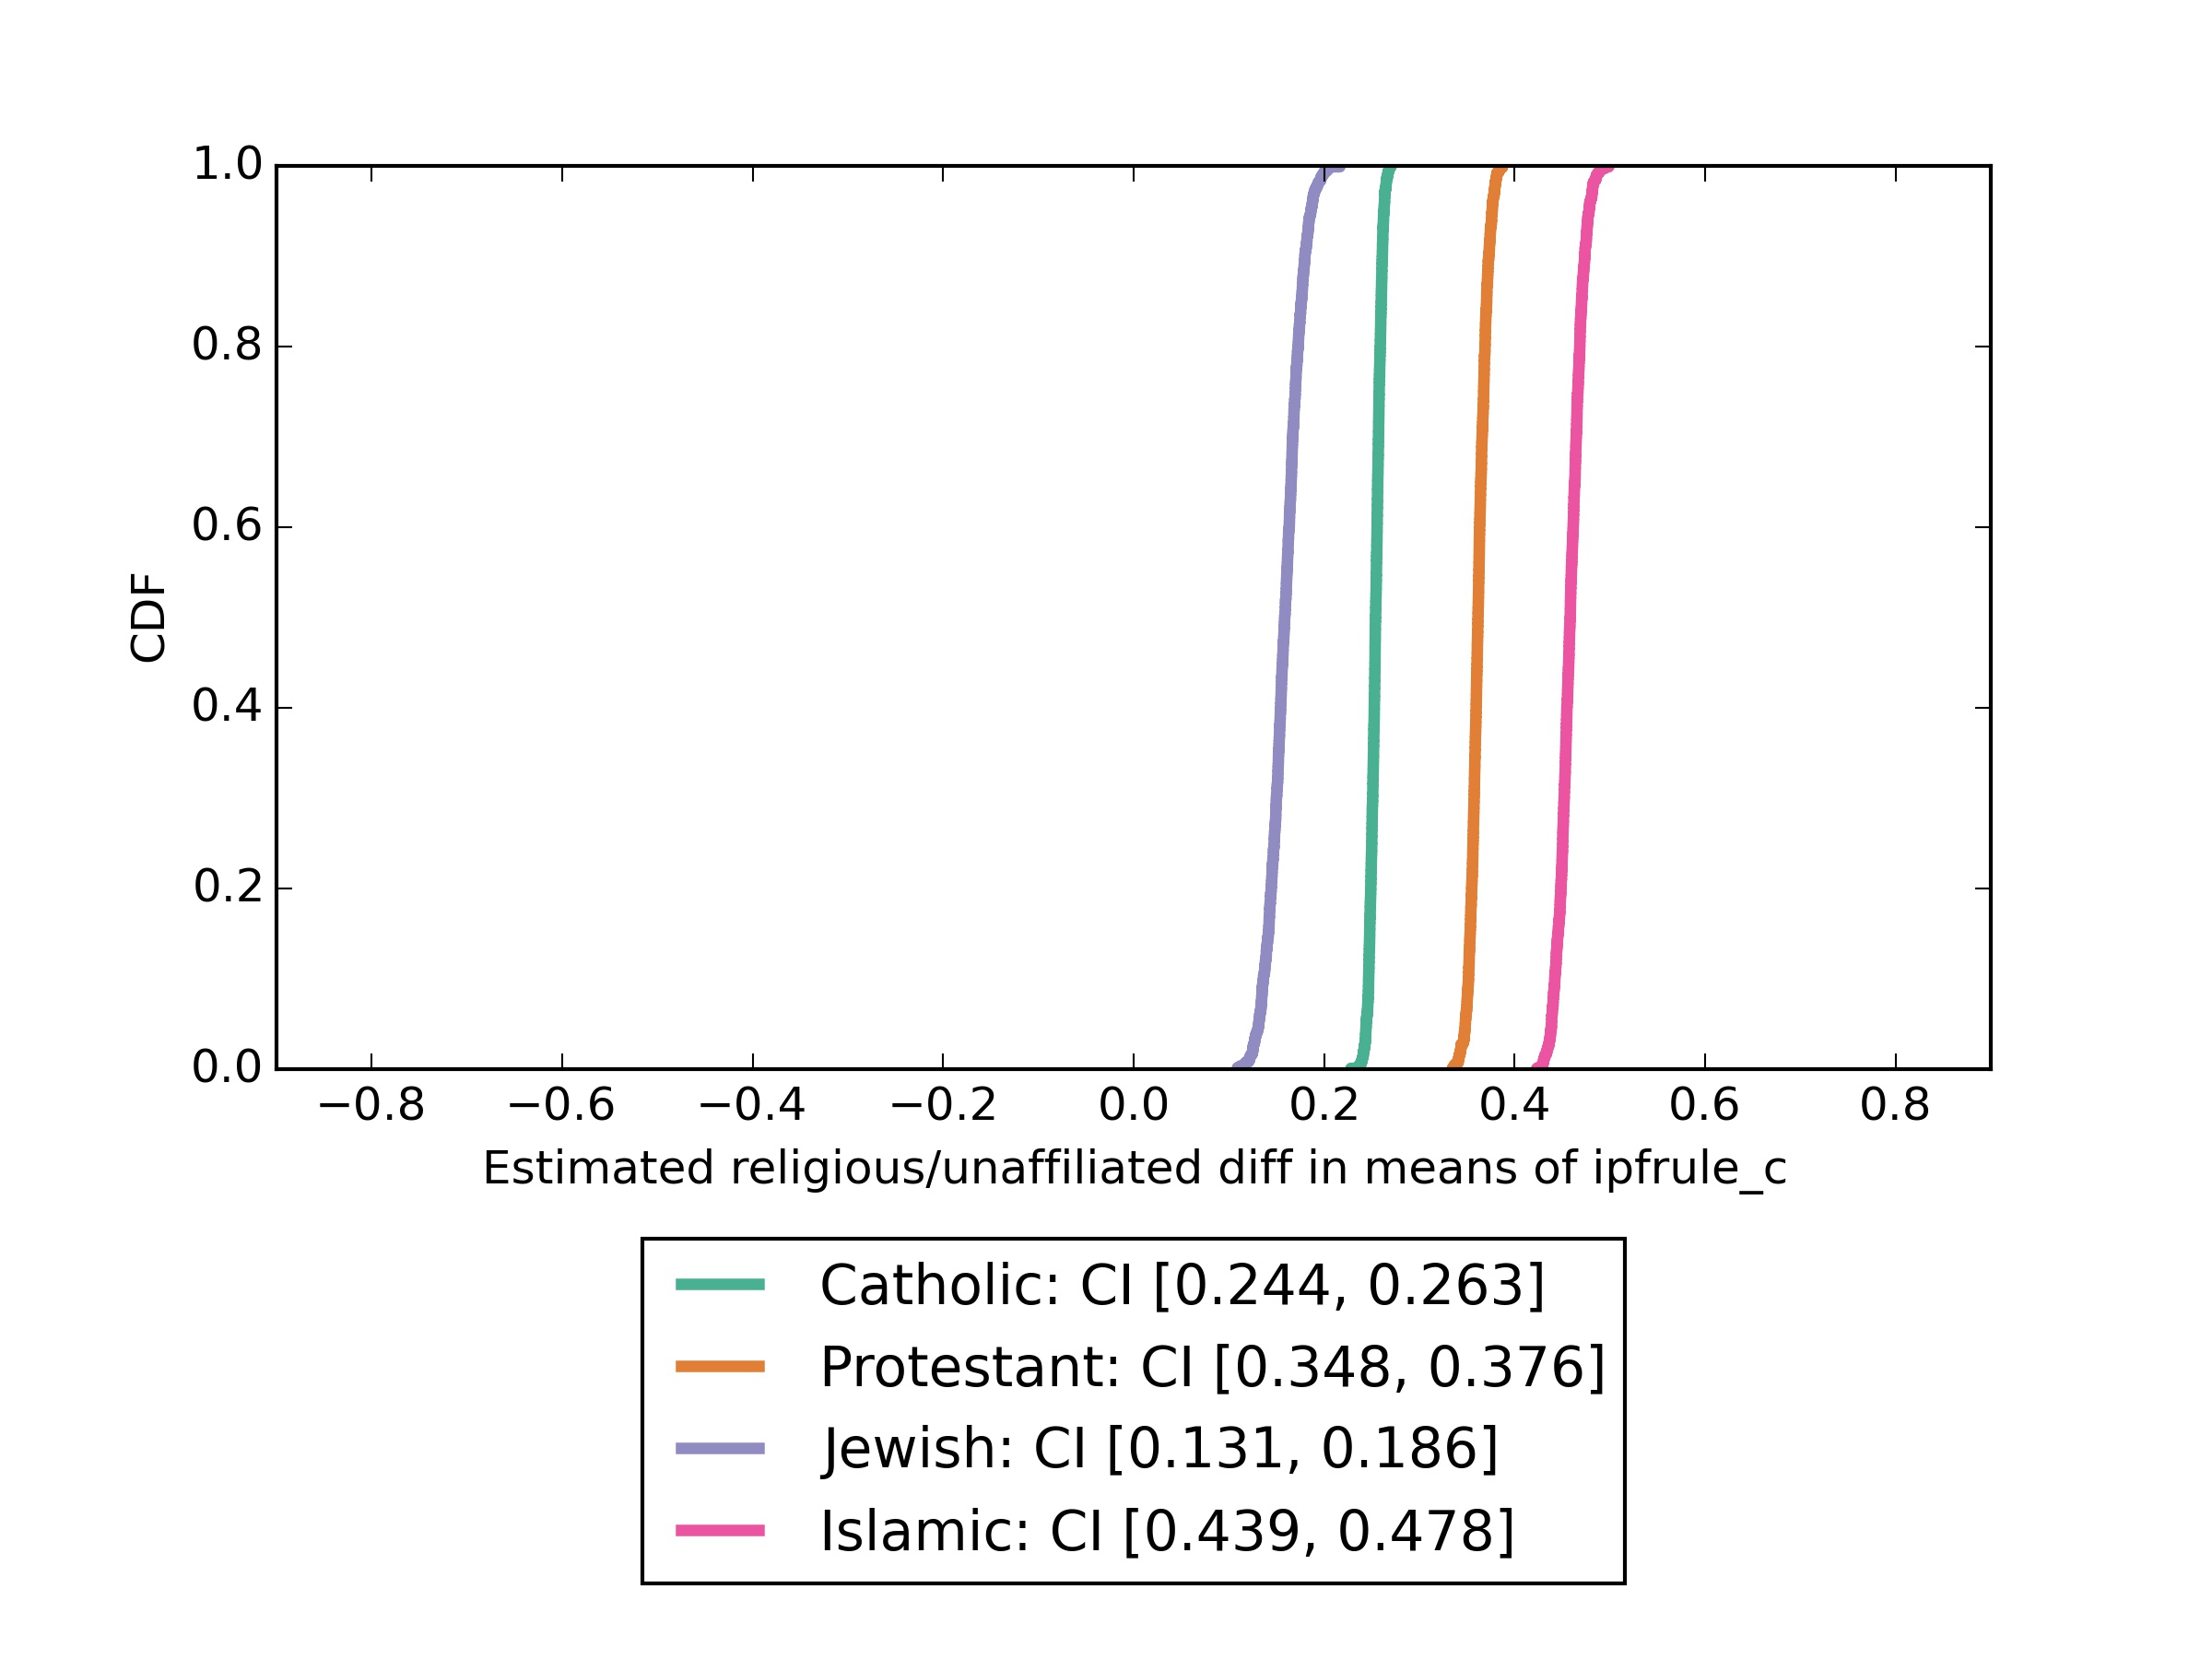 1.0
0.8
0.6
0.4
0.2
0.0
CDF
−0.8 −0.6 −0.4 −0.2 0.0 0.2 0.4 0.6 0.8
Estimated religious/unaffiliated diff in means of ipfrule_c
Catholic: CI [0.244, 0.263]
Protestant: CI [0.348, 0.376]
Jewish: CI [0.131, 0.186]
Islamic: CI [0.439, 0.478]